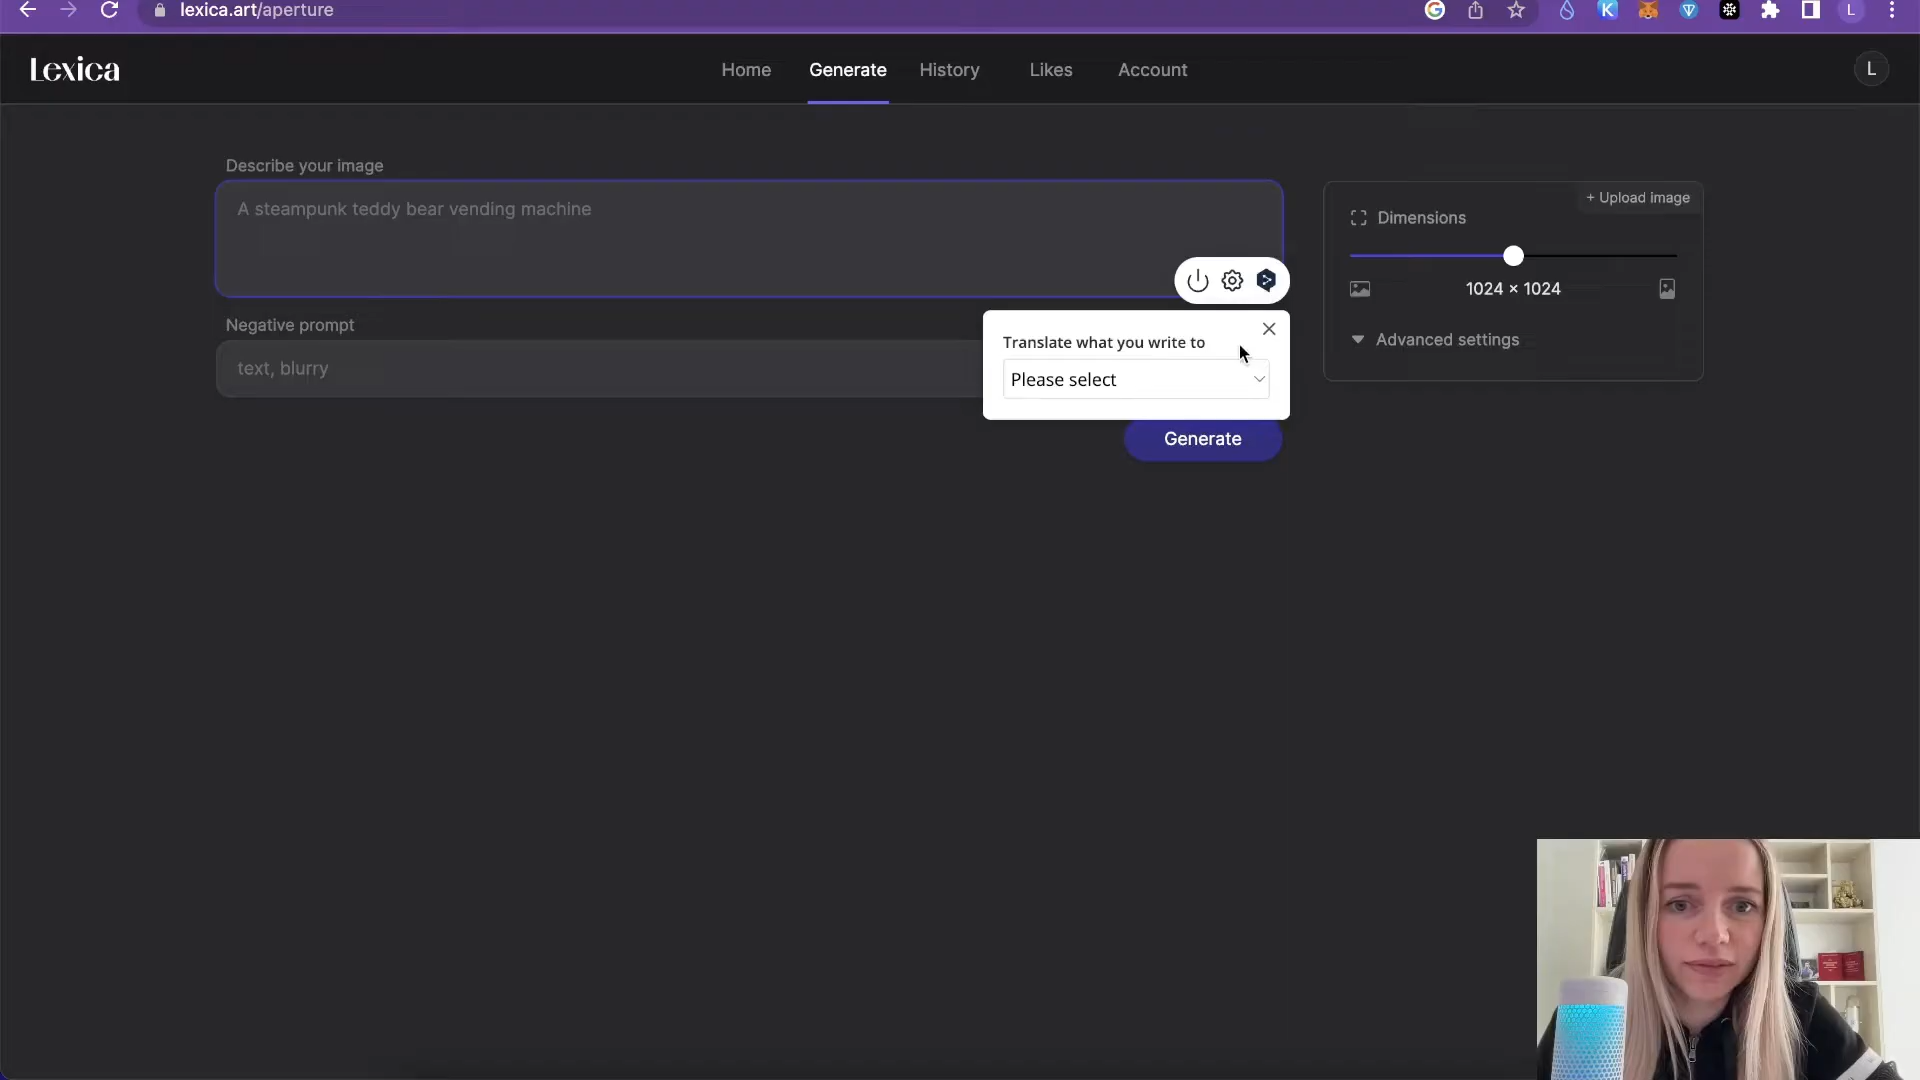 lexica.art/aperture
L
Lexica
Home
Generate
History
Likes
Account
L
Describe your image
A steampunk teddy bear vending machine
+ Upload image
Dimensions
1024 × 1024
Advanced settings
Negative prompt
text, blurry
Translate what you write to
Please select
Generate